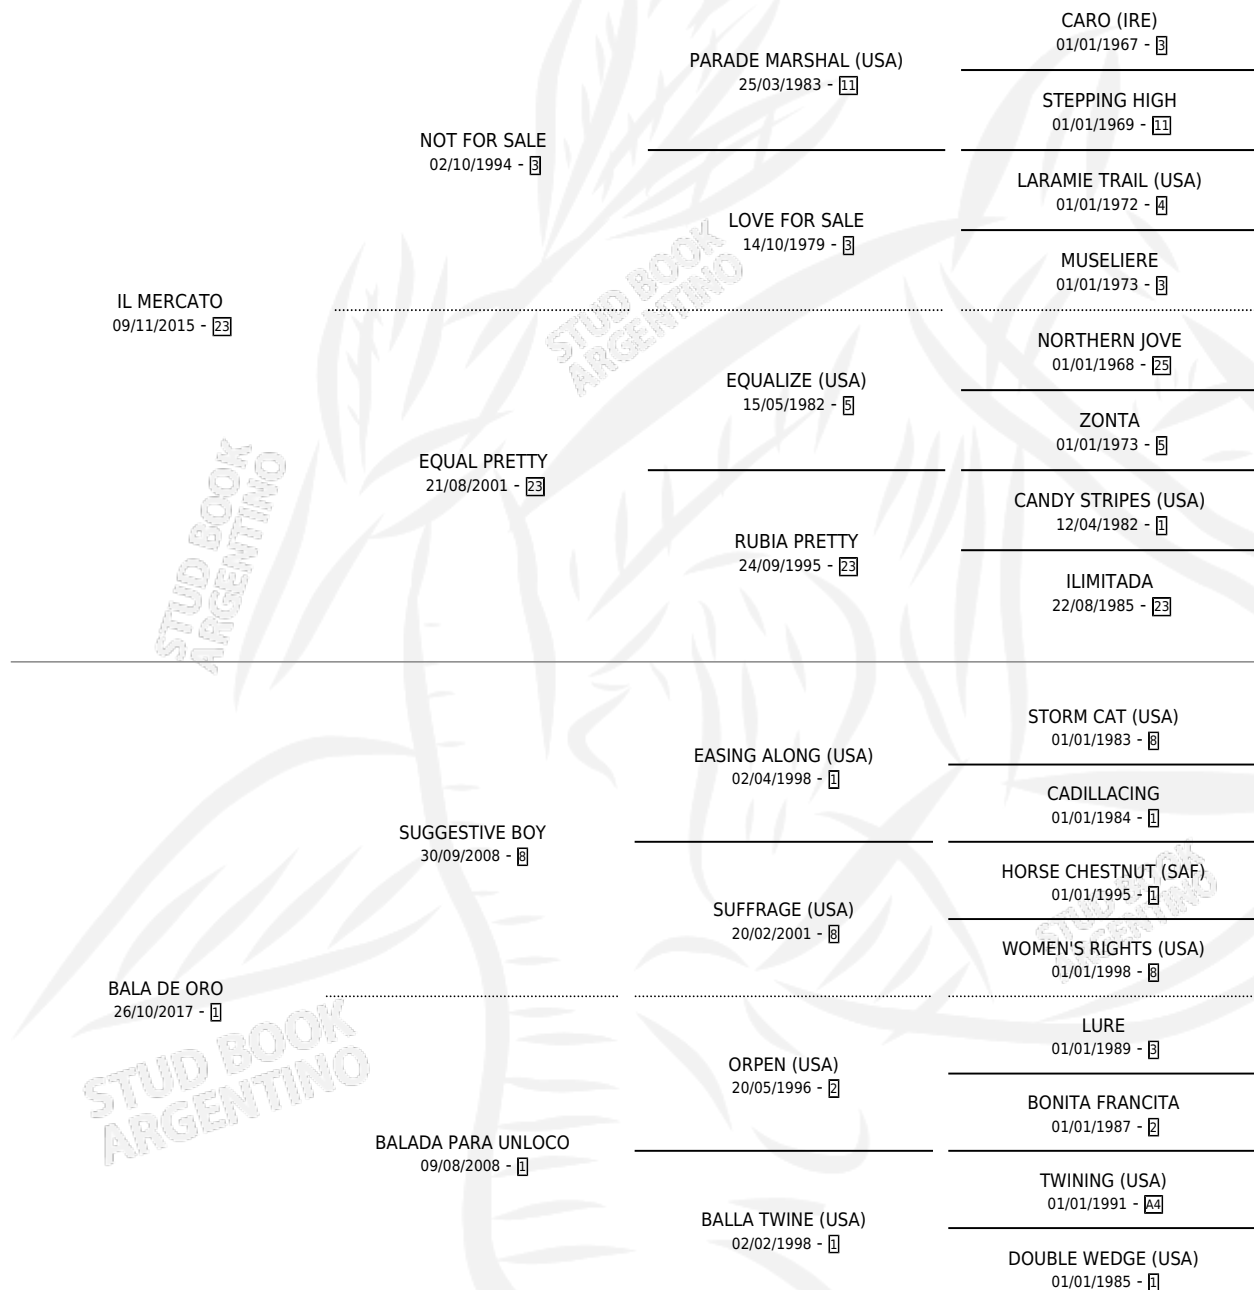 CARO (IRE)
01/01/1967 - 3
PARADE MARSHAL (USA)
25/03/1983 - 11
STEPPING HIGH
01/01/1969 - 11
NOT FOR SALE
02/10/1994 - 3
LARAMIE TRAIL (USA)
01/01/1972 - 4
LOVE FOR SALE
14/10/1979 - 3
MUSELIERE
01/01/1973 - 3
IL MERCATO
09/11/2015 - 23
STUD BOOK
ARGENTINO
NORTHERN JOVE
01/01/1968 - 25
EQUALIZE (USA)
15/05/1982 - 5
ZONTA
01/01/1973 - 5
EQUAL PRETTY
21/08/2001 - 23
CANDY STRIPES (USA)
12/04/1982 - 1
RUBIA PRETTY
24/09/1995 - 23
ILIMITADA
22/08/1985 - 23
STUD BOOK
ARGENTINO
STORM CAT (USA)
01/01/1983 - 8
EASING ALONG (USA)
02/04/1998 - 1
CADILLACING
01/01/1984 - 1
SUGGESTIVE BOY
30/09/2008 - 8
HORSE CHESTNUT (SAF)
01/01/1995 - 1
SUFFRAGE (USA)
20/02/2001 - 8
STUD BOOK
ARGENTINO
WOMEN'S RIGHTS (USA)
01/01/1998 - 8
BALA DE ORO
26/10/2017 - 1
STUD BOOK
ARGENTINO
LURE
01/01/1989 - 3
ORPEN (USA)
20/05/1996 - 2
BONITA FRANCITA
01/01/1987 - 2
BALADA PARA UNLOCO
09/08/2008 - 1
TWINING (USA)
01/01/1991 - A4
BALLA TWINE (USA)
02/02/1998 - 1
DOUBLE WEDGE (USA)
01/01/1985 - 1